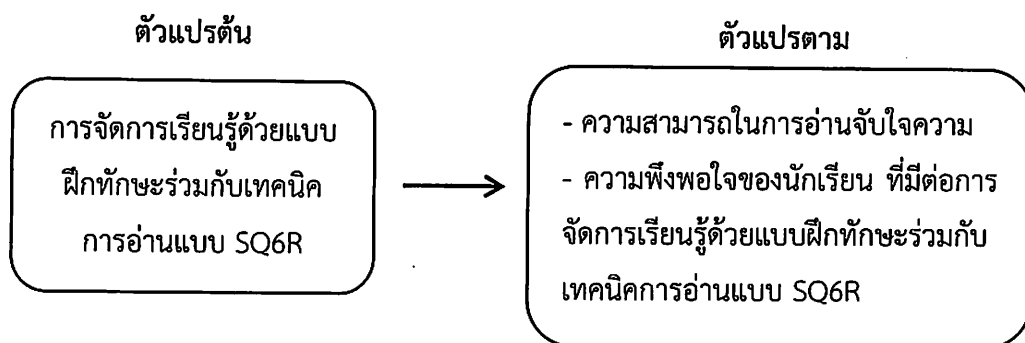 ตัวแปรต้น
การจัดการเรียนรู้ด้วยแบบ
ฝึกทักษะร่วมกับเทคนิค
การอ่านแบบ SQ6R
ตัวแปรตาม
- ความสามารถในการอ่านจับใจความ
- ความพึงพอใจของนักเรียน ที่มีต่อการ
จัดการเรียนรู้ด้วยแบบฝึกทักษะร่วมกับ
เทคนิคการอ่านแบบ SQ6R